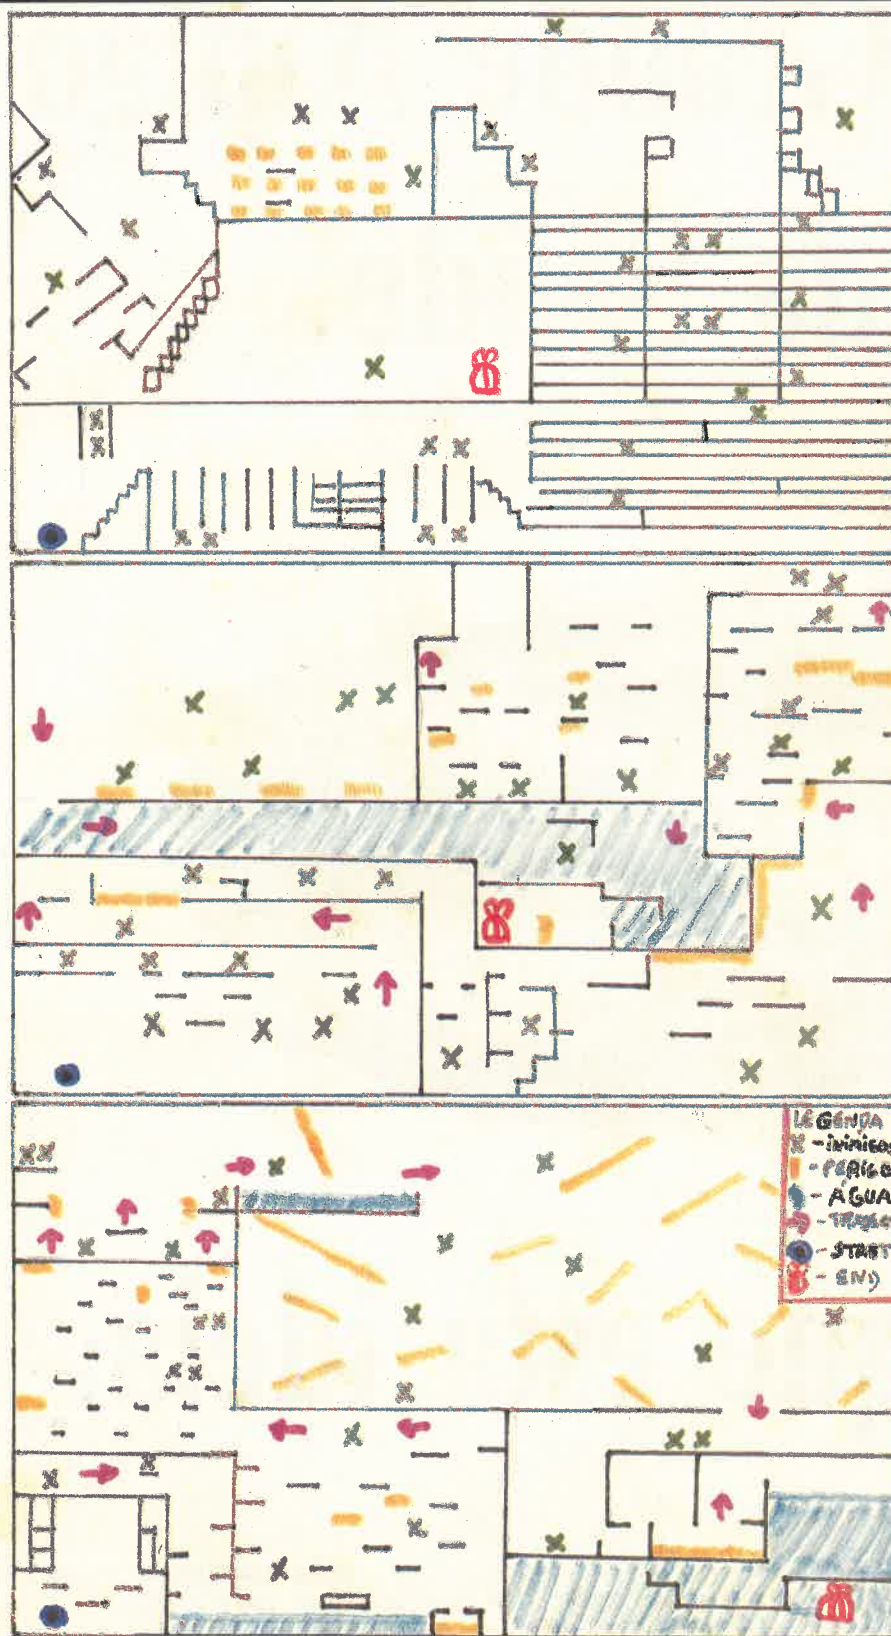 LEGENDA
- INIMIGOS
- PERIGO
- ÁGUA
- START
- END